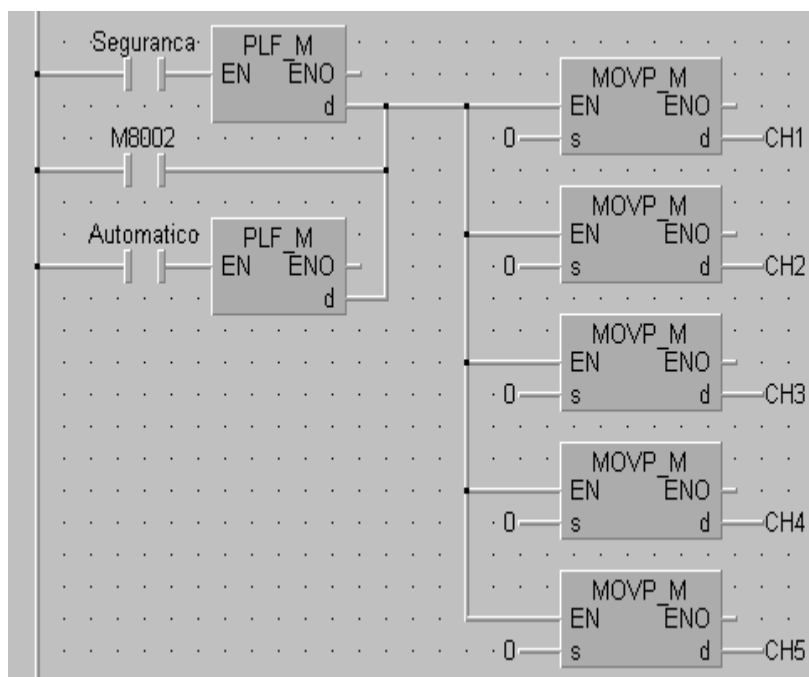 Seguranca
PLF_M
EN ENO
d
MOVP_M
EN ENO
0 s d CH1
M8002
MOVP_M
EN ENO
0 s d CH2
Automatico
PLF_M
EN ENO
d
MOVP_M
EN ENO
0 s d CH3
MOVP_M
EN ENO
0 s d CH4
MOVP_M
EN ENO
0 s d CH5